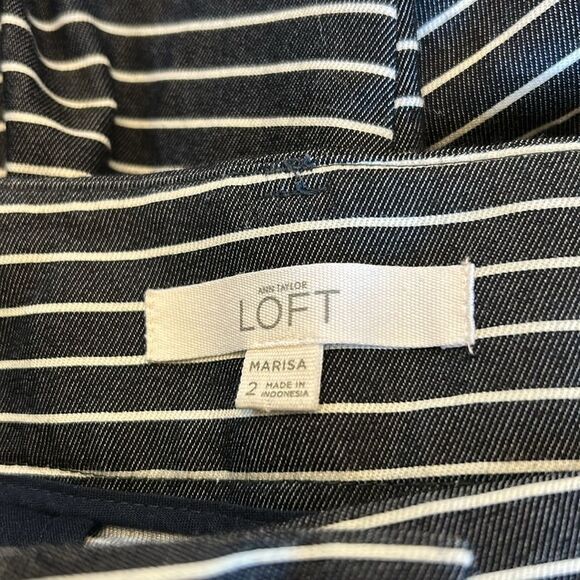 ANN TAYLOR
LOFT
MARISA
2 MADE IN
INDONESIA